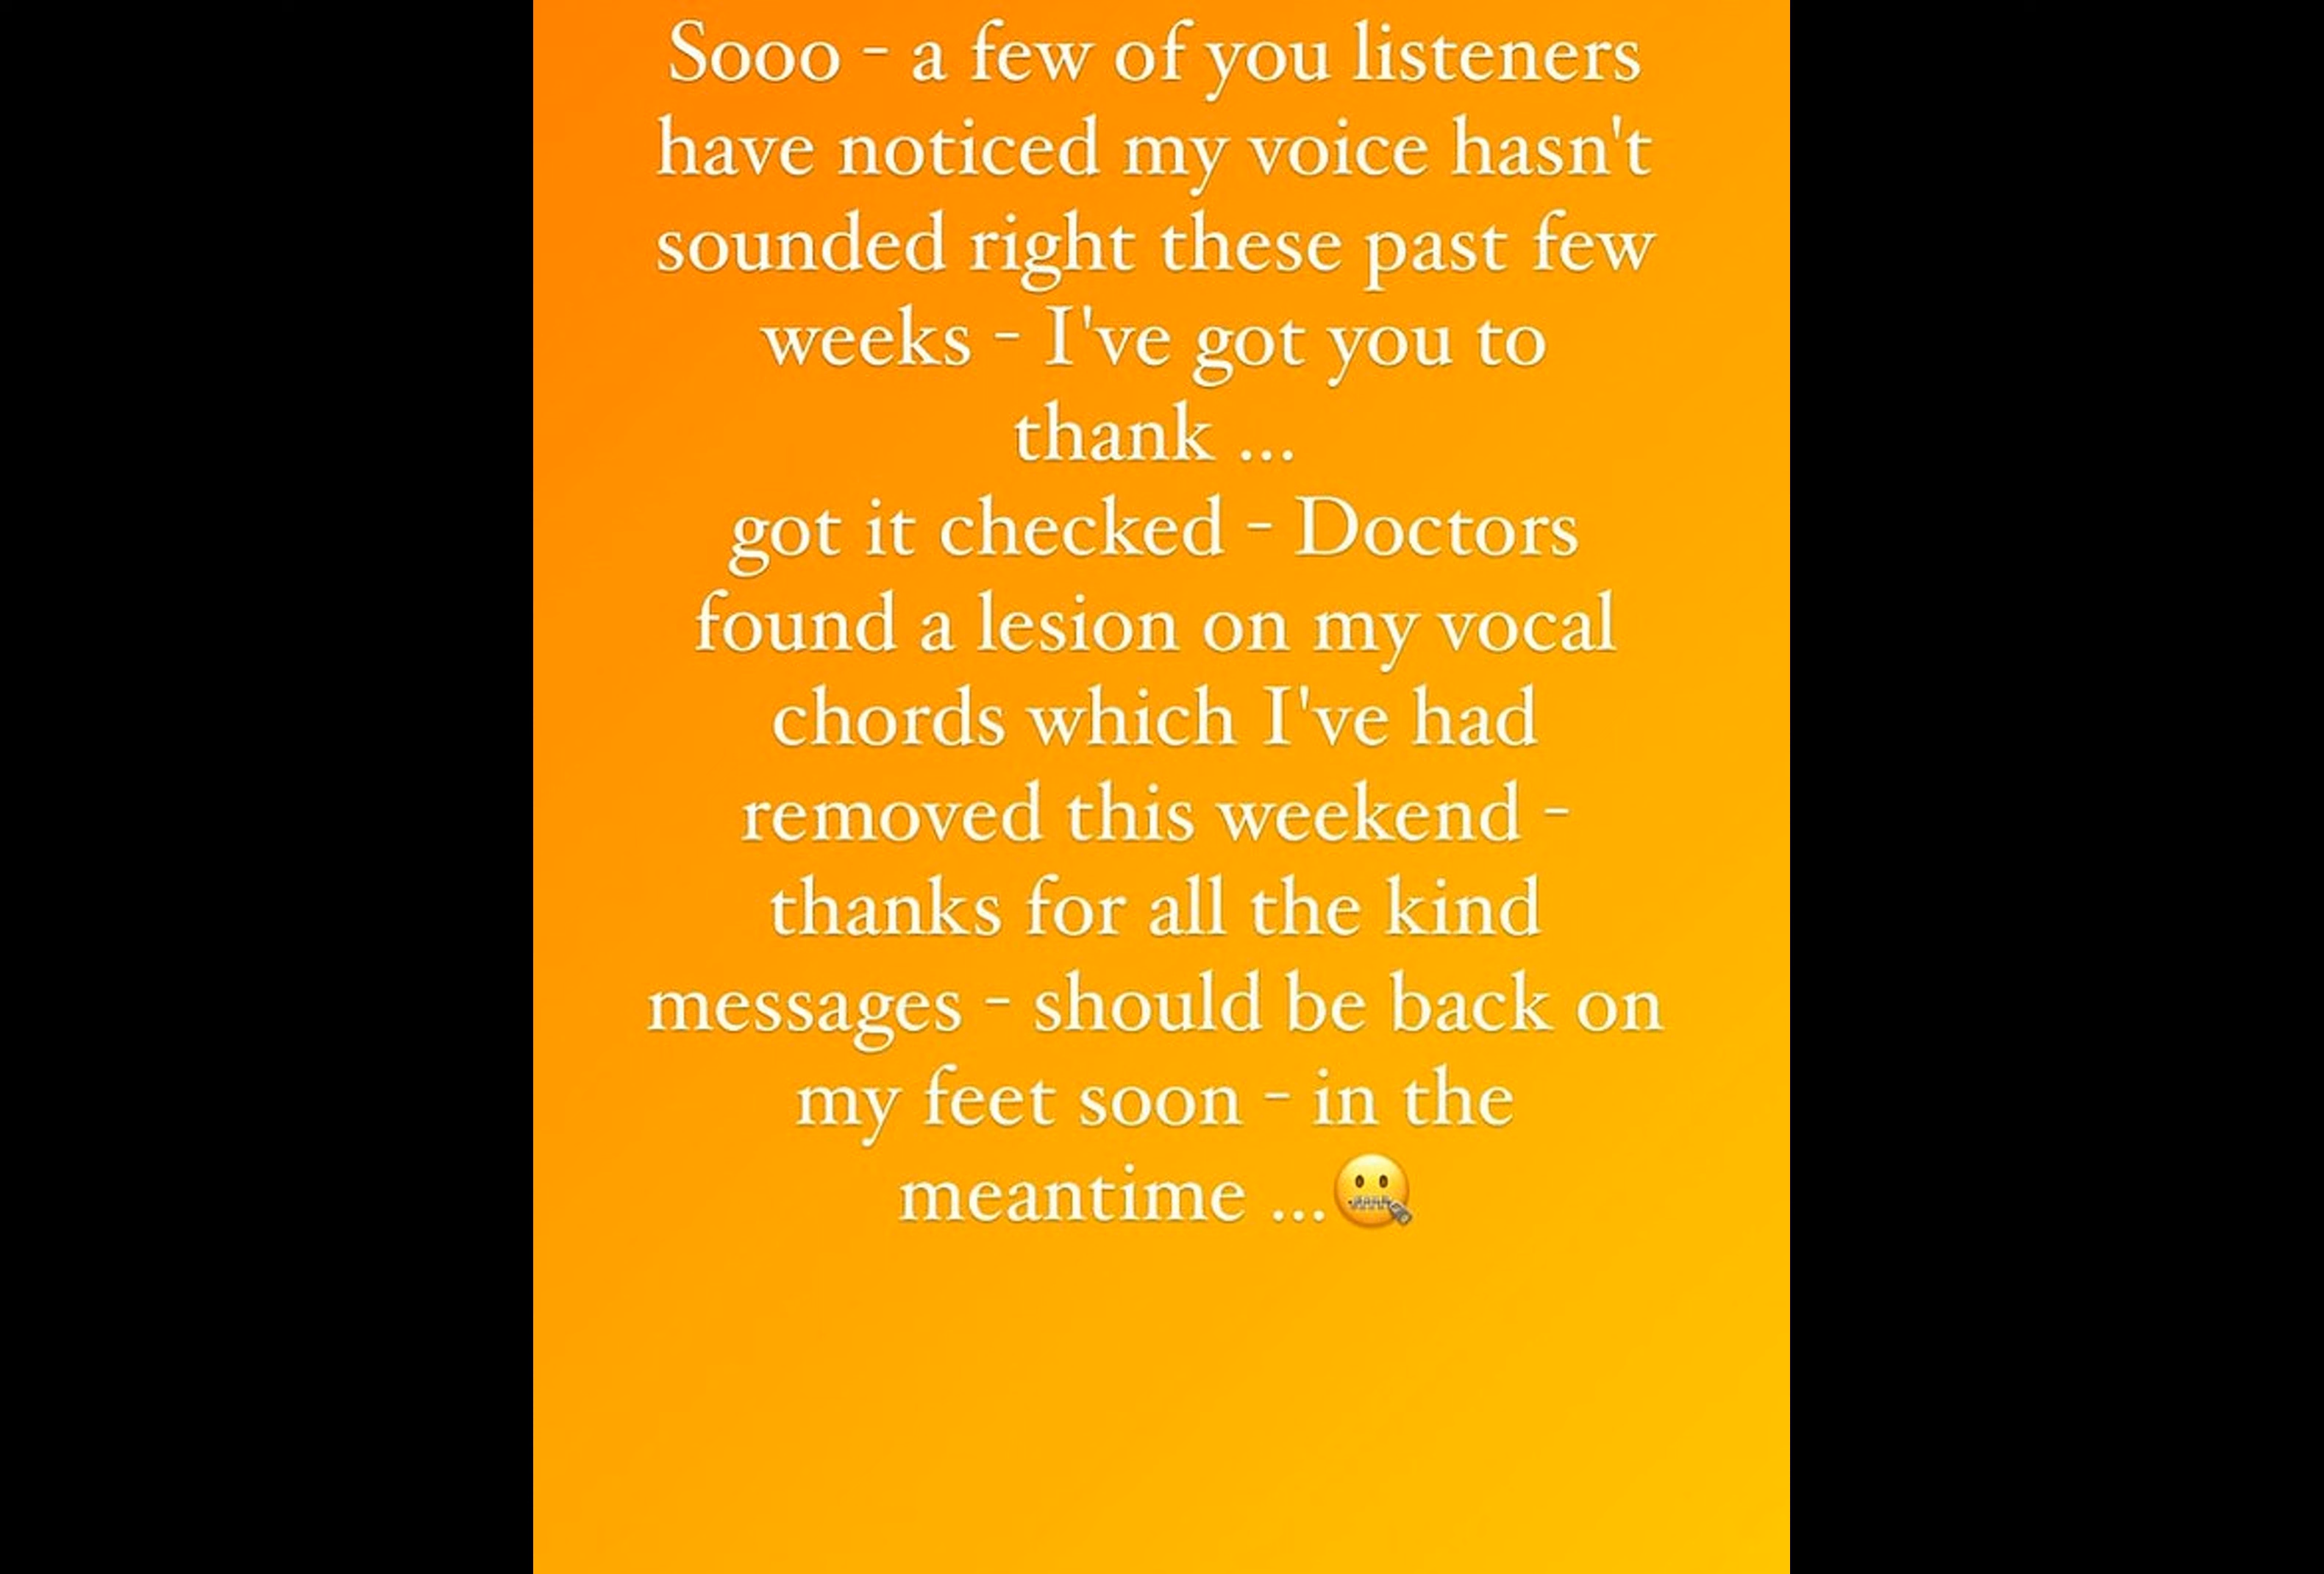 Sooo - a few of you listeners
have noticed my voice hasn't
sounded right these past few
weeks - I've got you to
thank ...
got it checked - Doctors
found a lesion on my vocal
chords which I've had
removed this weekend -
thanks for all the kind
messages - should be back on
my feet soon - in the
meantime ...🤐